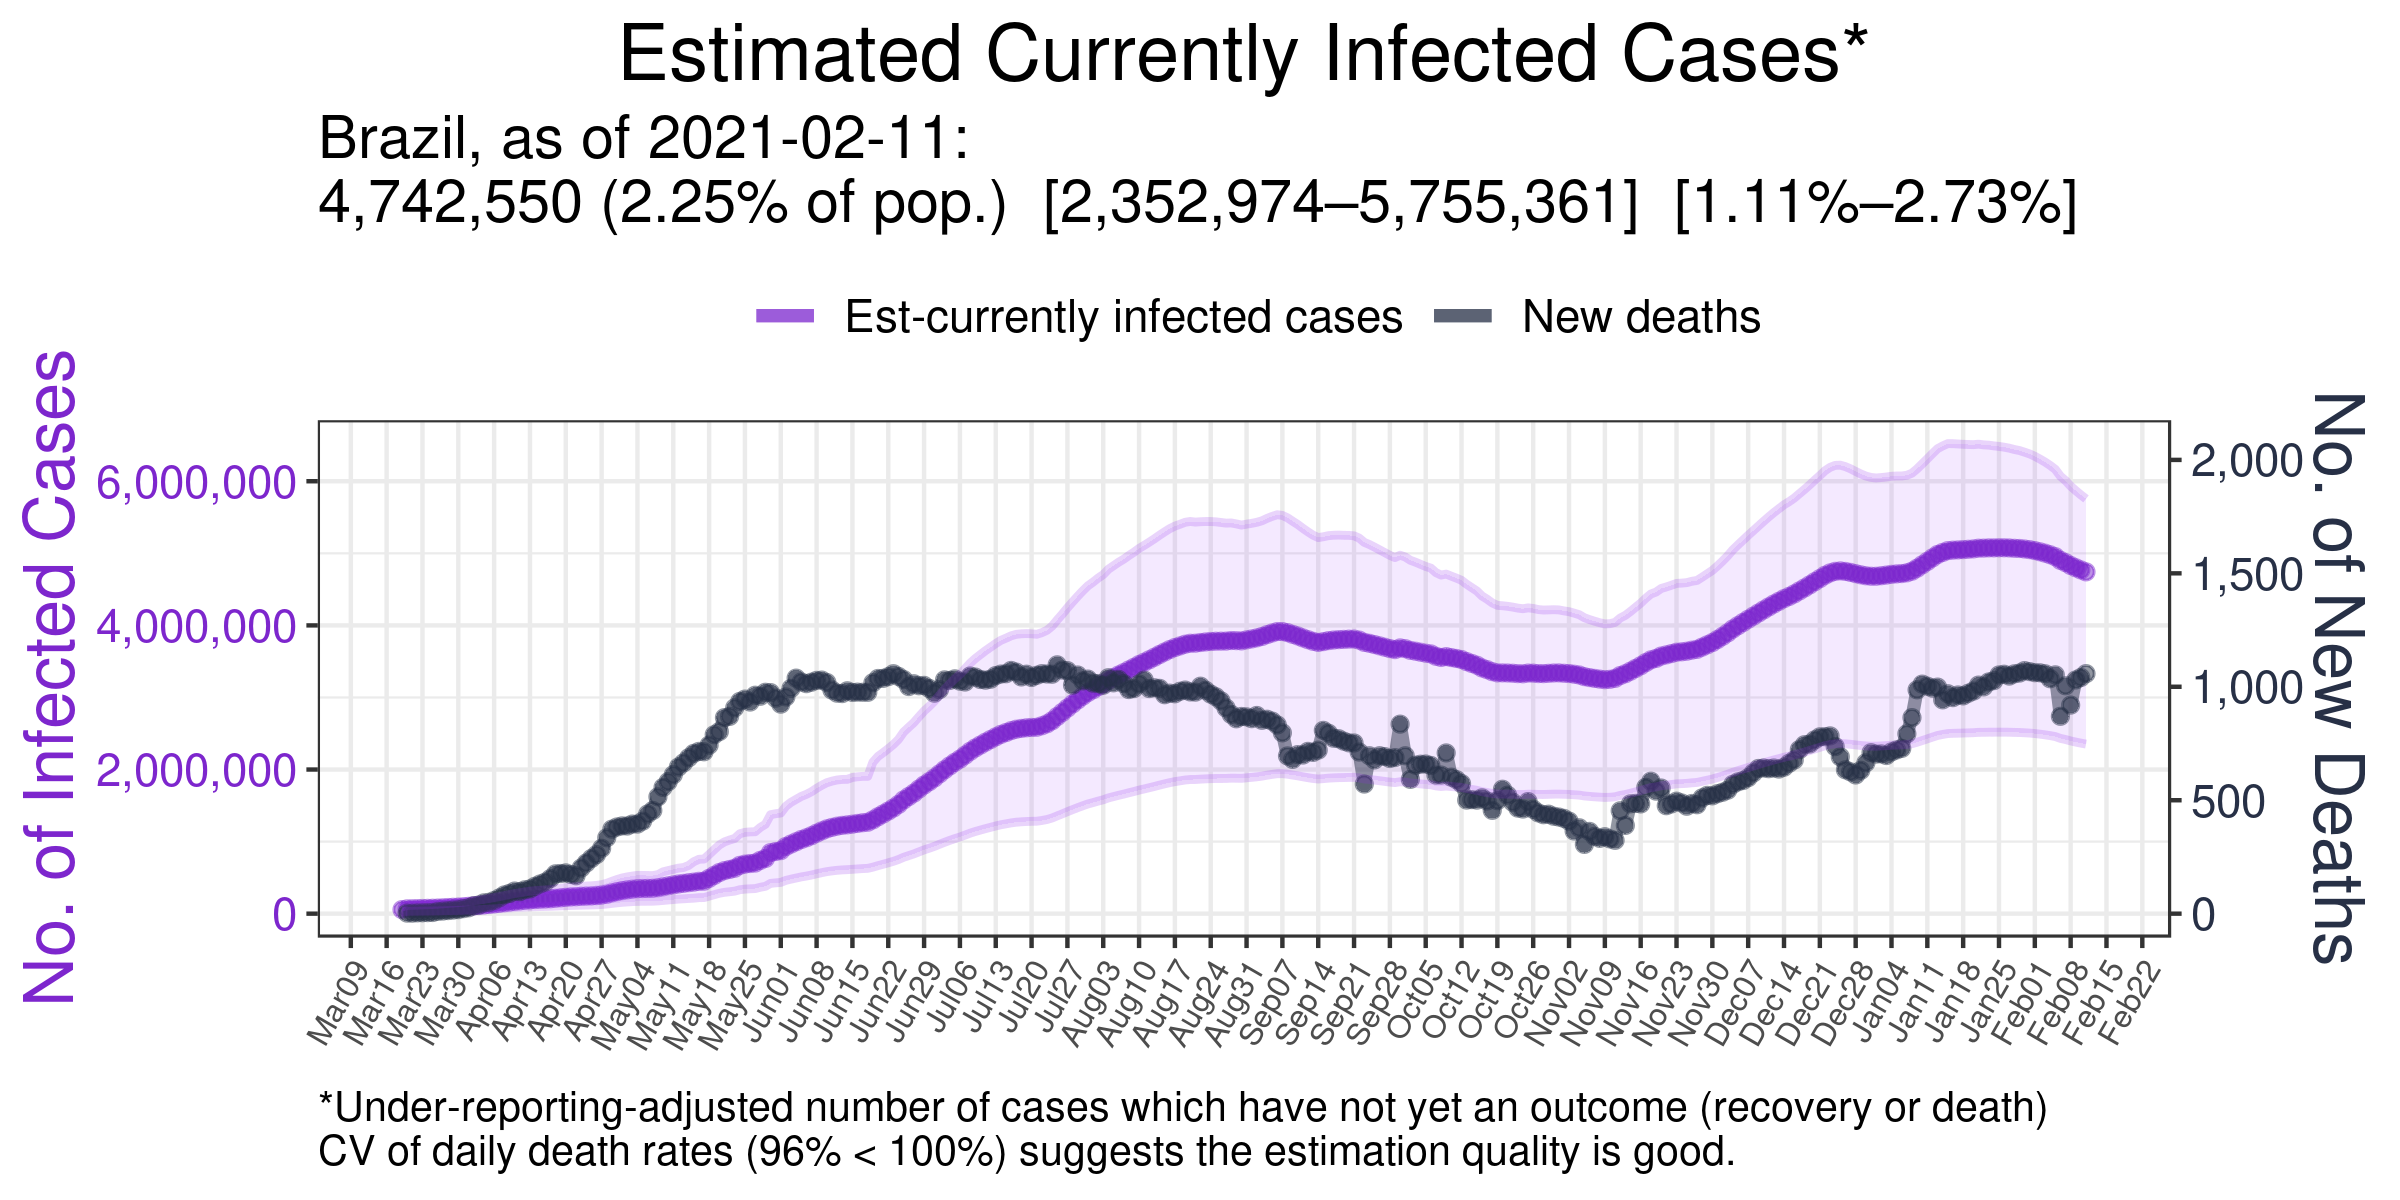 Estimated Currently Infected Cases*
Brazil, as of 2021-02-11:
4,742,550 (2.25% of pop.) [2,352,974–5,755,361] [1.11%–2.73%]
Est-currently infected cases
New deaths
No. of Infected Cases
6,000,000
4,000,000
2,000,000
0
2,000
1,500
1,000
500
0
No. of New Deaths
Mar09
Mar16
Mar23
Mar30
Apr06
Apr13
Apr20
Apr27
May04
May11
May18
May25
Jun01
Jun08
Jun15
Jun22
Jun29
Jul06
Jul13
Jul20
Jul27
Aug03
Aug10
Aug17
Aug24
Aug31
Sep07
Sep14
Sep21
Sep28
Oct05
Oct12
Oct19
Oct26
Nov02
Nov09
Nov16
Nov23
Nov30
Dec07
Dec14
Dec21
Dec28
Jan04
Jan11
Jan18
Jan25
Feb01
Feb08
Feb15
Feb22
*Under-reporting-adjusted number of cases which have not yet an outcome (recovery or death)
CV of daily death rates (96% < 100%) suggests the estimation quality is good.